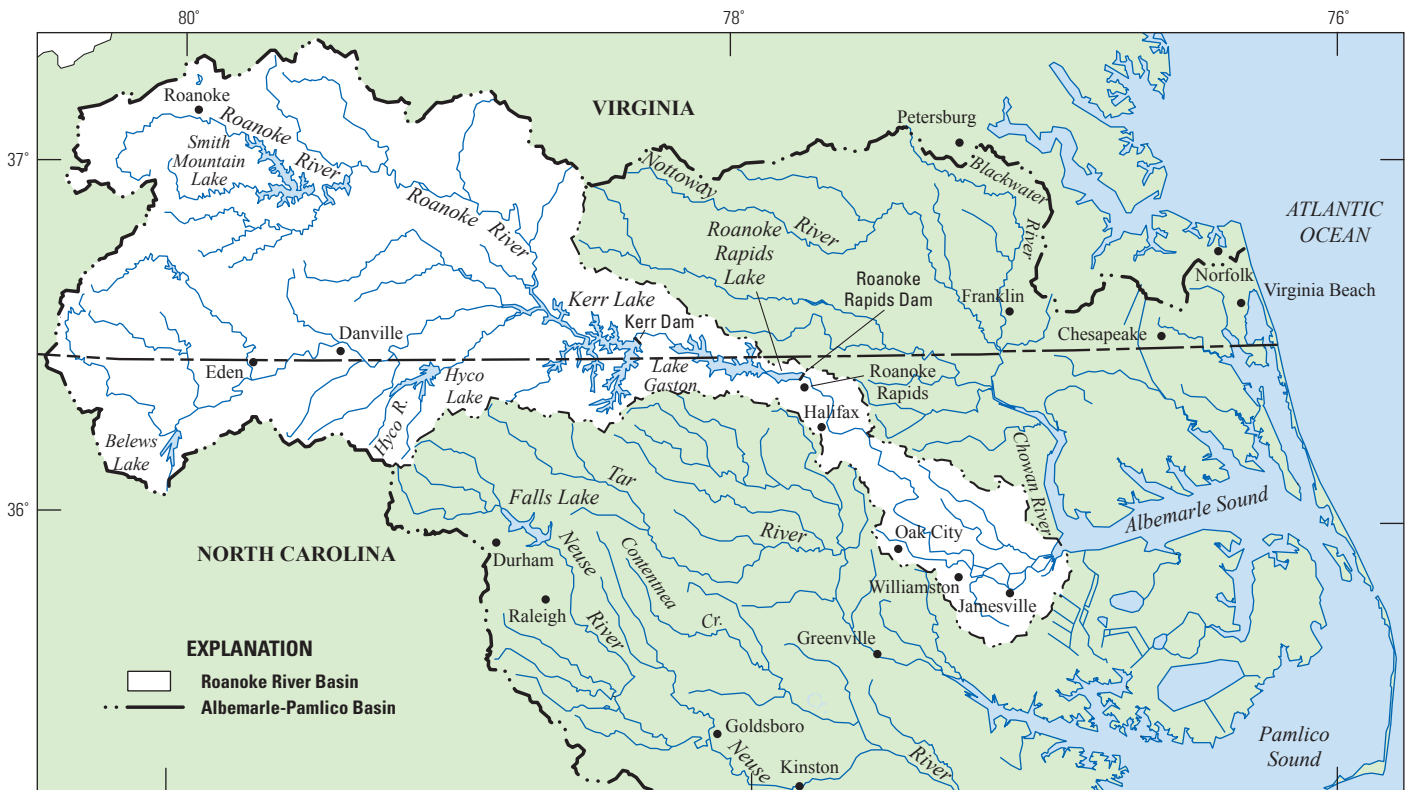 80°
78°
76°
37°
36°
VIRGINIA
NORTH CAROLINA
ATLANTIC
OCEAN
Roanoke
Roanoke
River
Smith
Mountain
Lake
Roanoke
River
Petersburg
Nottoway
River
Blackwater
River
Roanoke
Rapids
Lake
Roanoke
Rapids Dam
Franklin
Norfolk
Virginia Beach
Chesapeake
Kerr Lake
Kerr Dam
Danville
Eden
Hyco
Lake
Hyco R.
Belews
Lake
Lake
Gaston
Roanoke
Rapids
Halifax
Chowan River
Albemarle Sound
Falls Lake
Tar
River
Neuse
River
Contentnea
Cr.
Durham
Raleigh
Oak City
Williamston
Jamesville
Greenville
Goldsboro
Neuse
Kinston
River
Cr.
Pamlico
Sound
EXPLANATION
Roanoke River Basin
Albemarle-Pamlico Basin